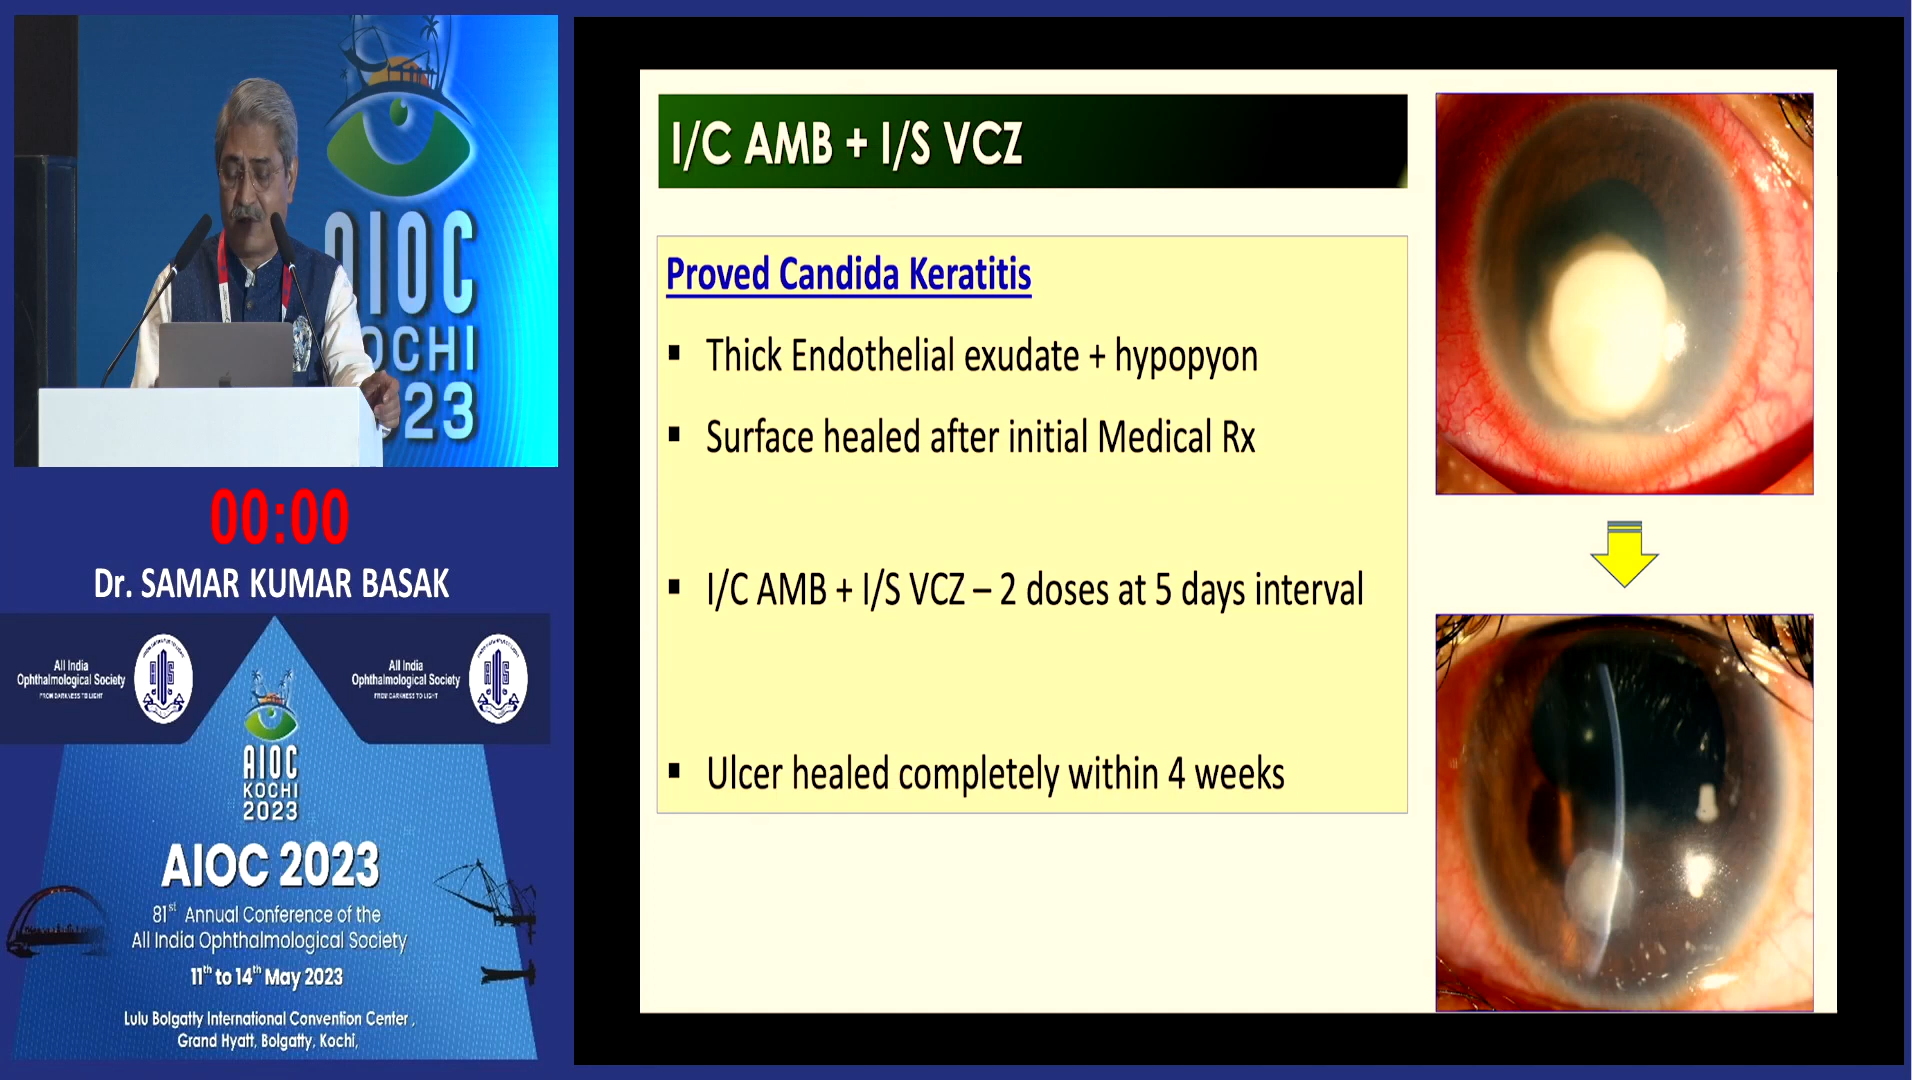 AIOC
KOCHI
2023
00:00
Dr. SAMAR KUMAR BASAK
All India
Ophthalmological Society
FROM DARKNESS TO LIGHT
All India
Ophthalmological Society
FROM DARKNESS TO LIGHT
AIOC
KOCHI
2023
AIOC 2023
81st Annual Conference of the
All India Ophthalmological Society
11th to 14th May 2023
Lulu Bolgatty International Convention Center,
Grand Hyatt, Bolgatty, Kochi,
I/C AMB + I/S VCZ
Proved Candida Keratitis
▪ Thick Endothelial exudate + hypopyon
▪ Surface healed after initial Medical Rx
▪ I/C AMB + I/S VCZ – 2 doses at 5 days interval
▪ Ulcer healed completely within 4 weeks